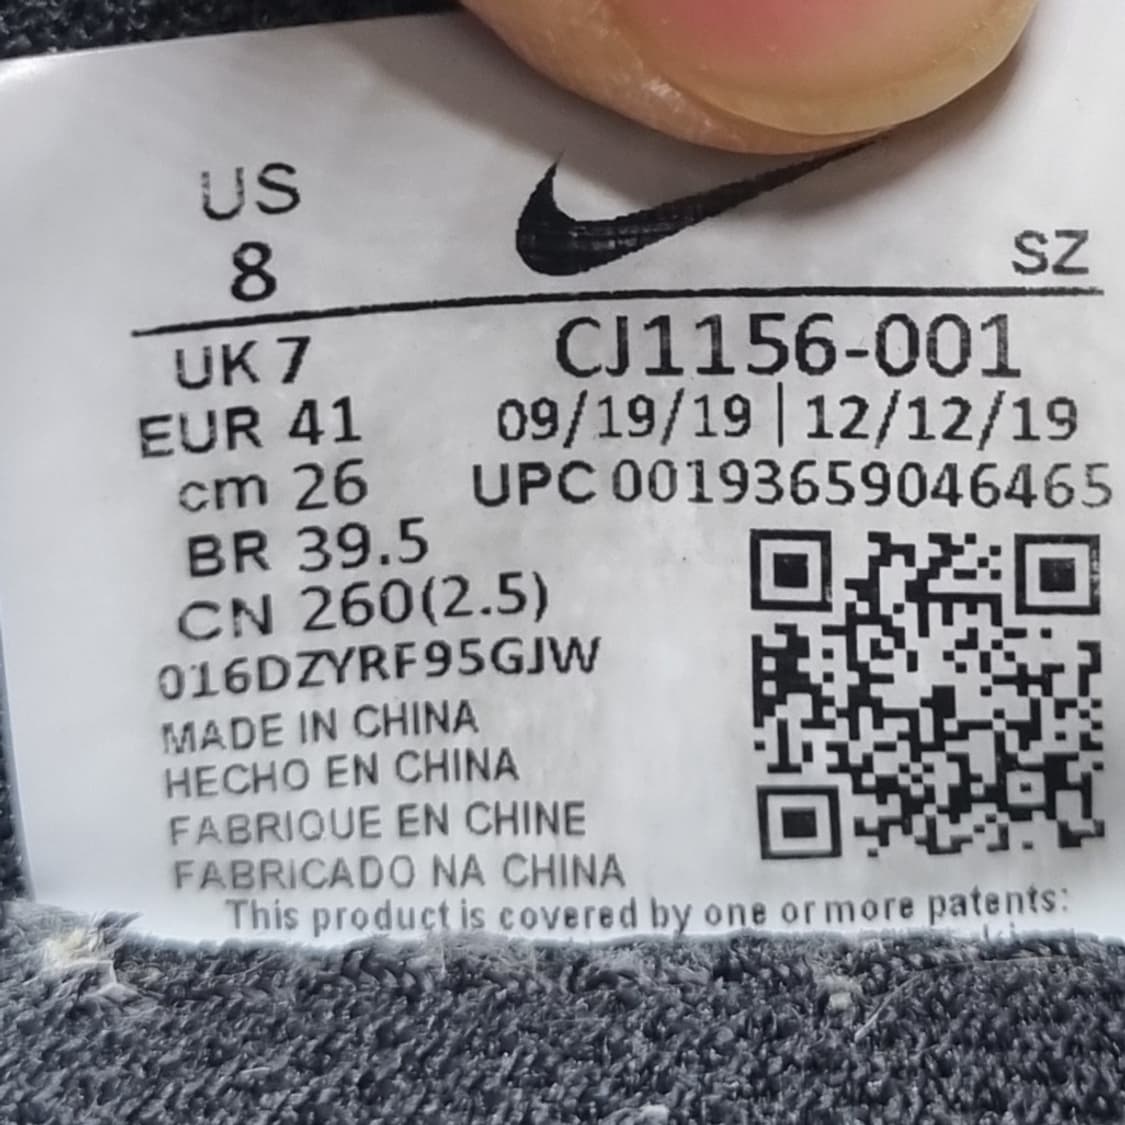 US
8
SZ
UK 7
CJ1156-001
EUR 41
09/19/19 | 12/12/19
cm 26
UPC 00193659046465
BR 39.5
CN 260(2.5)
016DZYRF95GJW
MADE IN CHINA
HECHO EN CHINA
FABRIQUE EN CHINE
FABRICADO NA CHINA
This product is covered by one or more patents: